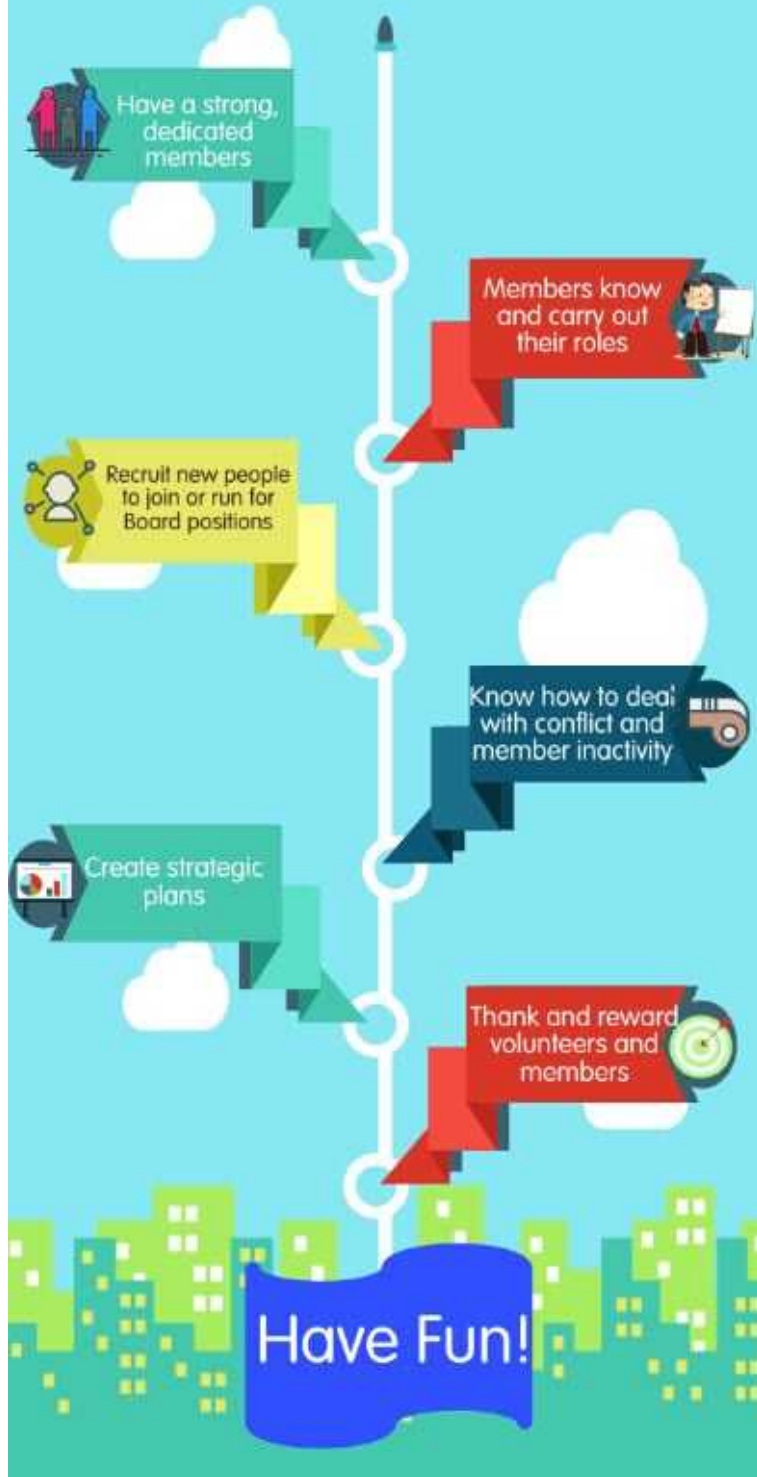 Have a strong,
dedicated
members
Members know
and carry out
their roles
Recruit new people
to join or run for
Board positions
Know how to deal
with conflict and
member inactivity
Create strategic
plans
Thank and reward
volunteers and
members
Have Fun!